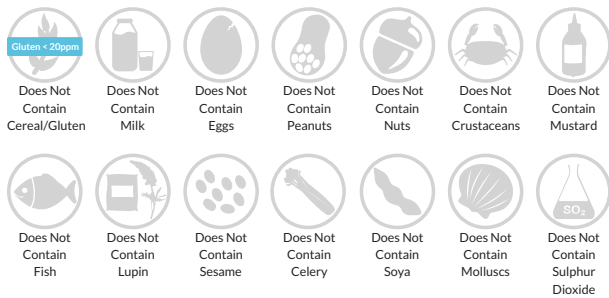 Gluten < 20ppm
Does Not
Contain
Cereal/Gluten
Does Not
Contain
Milk
Does Not
Contain
Eggs
Does Not
Contain
Peanuts
Does Not
Contain
Nuts
Does Not
Contain
Crustaceans
Does Not
Contain
Mustard
SO₂
Does Not
Contain
Fish
Does Not
Contain
Lupin
Does Not
Contain
Sesame
Does Not
Contain
Celery
Does Not
Contain
Soya
Does Not
Contain
Molluscs
Does Not
Contain
Sulphur
Dioxide